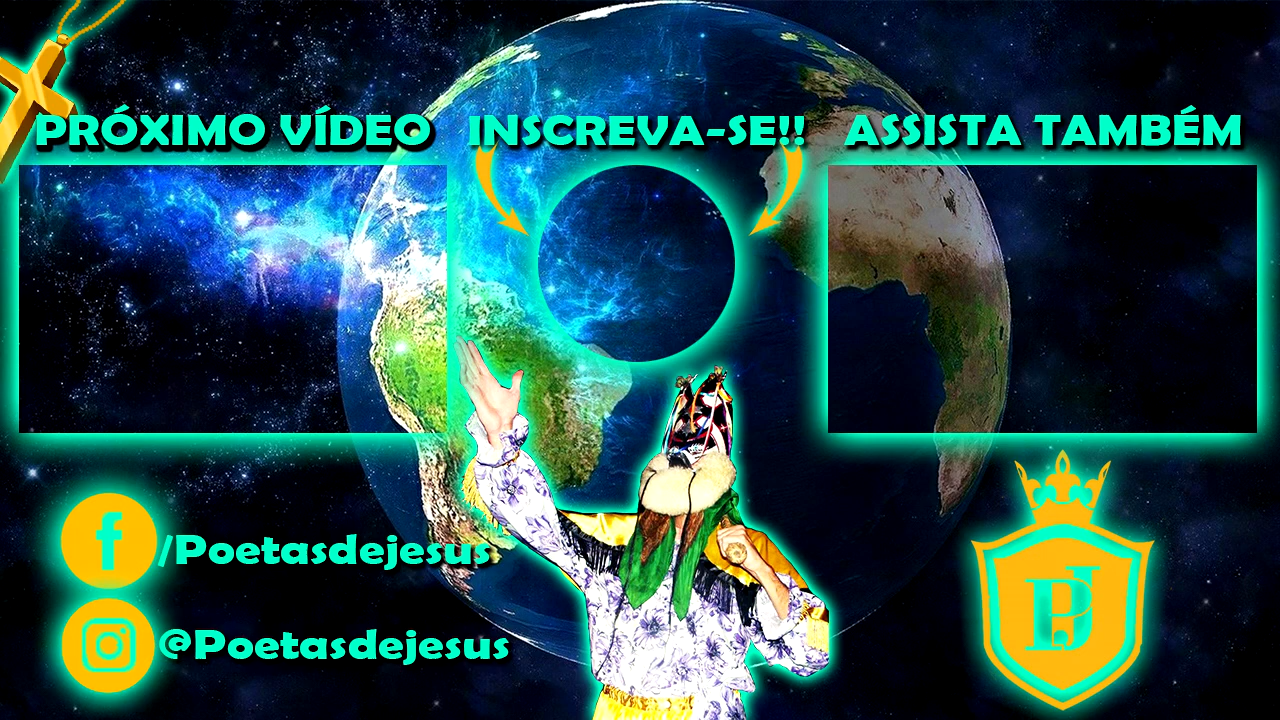 PRÓXIMO VÍDEO
INSCREVA-SE!!
ASSISTA TAMBÉM
/Poetasdejesus
@Poetasdejesus
PJ